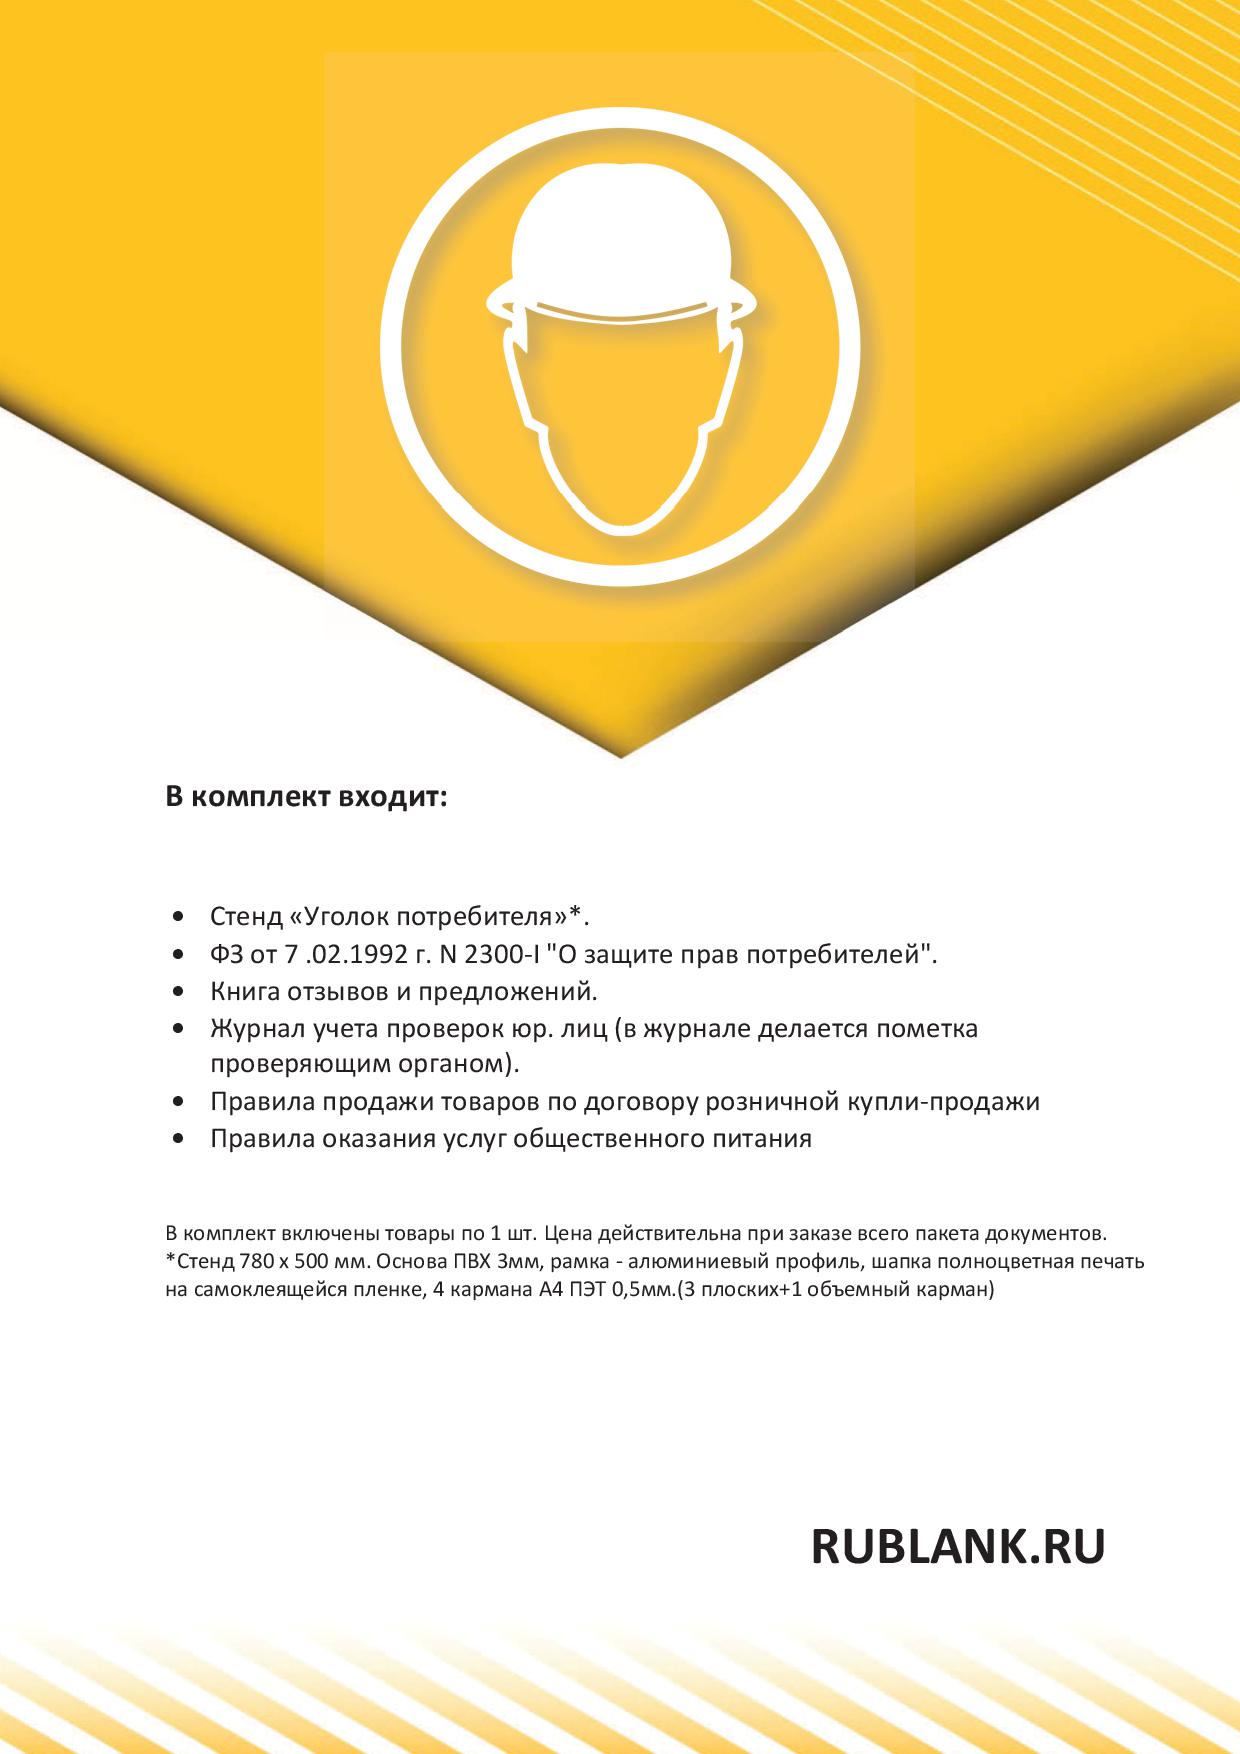 В комплект входит:
• Стенд «Уголок потребителя»*.
• ФЗ от 7 .02.1992 г. N 2300-I "О защите прав потребителей".
• Книга отзывов и предложений.
• Журнал учета проверок юр. лиц (в журнале делается пометка
проверяющим органом).
• Правила продажи товаров по договору розничной купли-продажи
• Правила оказания услуг общественного питания
В комплект включены товары по 1 шт. Цена действительна при заказе всего пакета документов.
*Стенд 780 х 500 мм. Основа ПВХ 3мм, рамка - алюминиевый профиль, шапка полноцветная печать
на самоклеящейся пленке, 4 кармана А4 ПЭТ 0,5мм.(3 плоских+1 объемный карман)
RUBLANK.RU